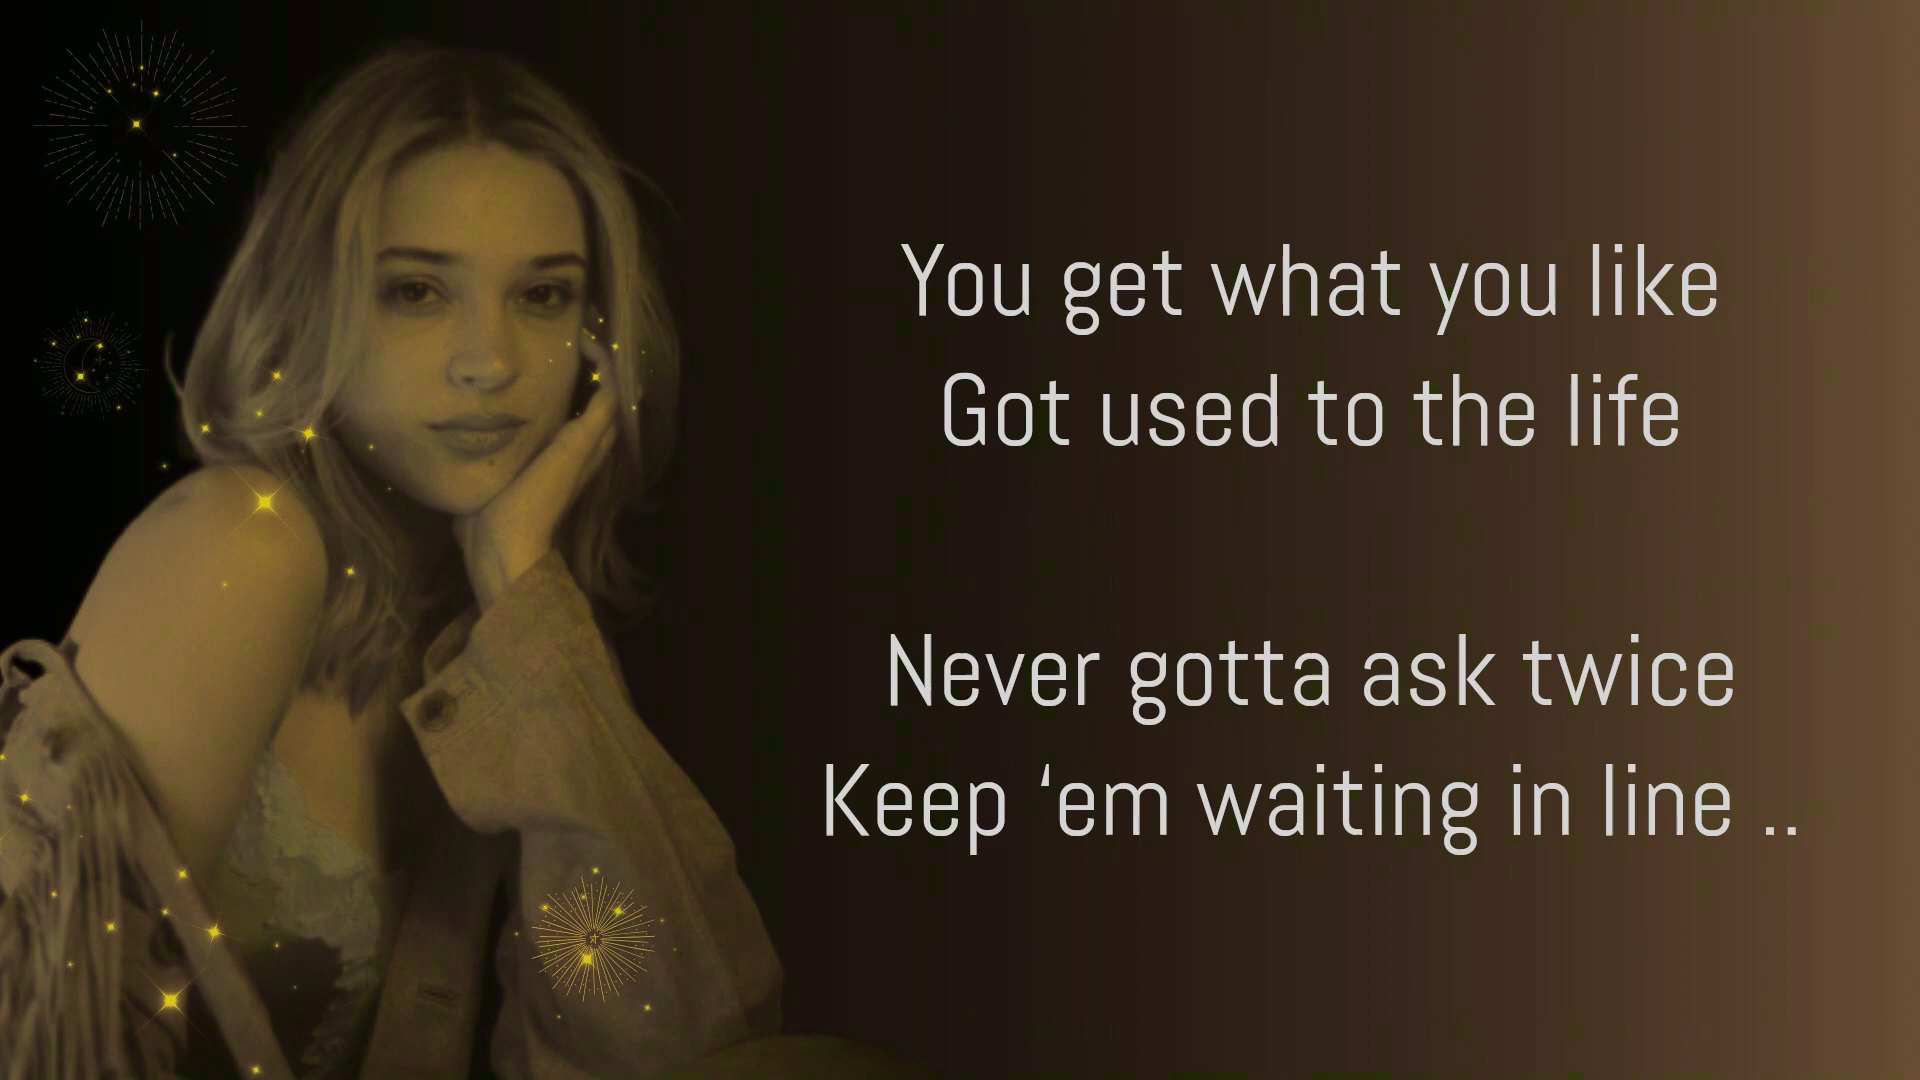 You get what you like
Got used to the life
Never gotta ask twice
Keep ‘em waiting in line ..